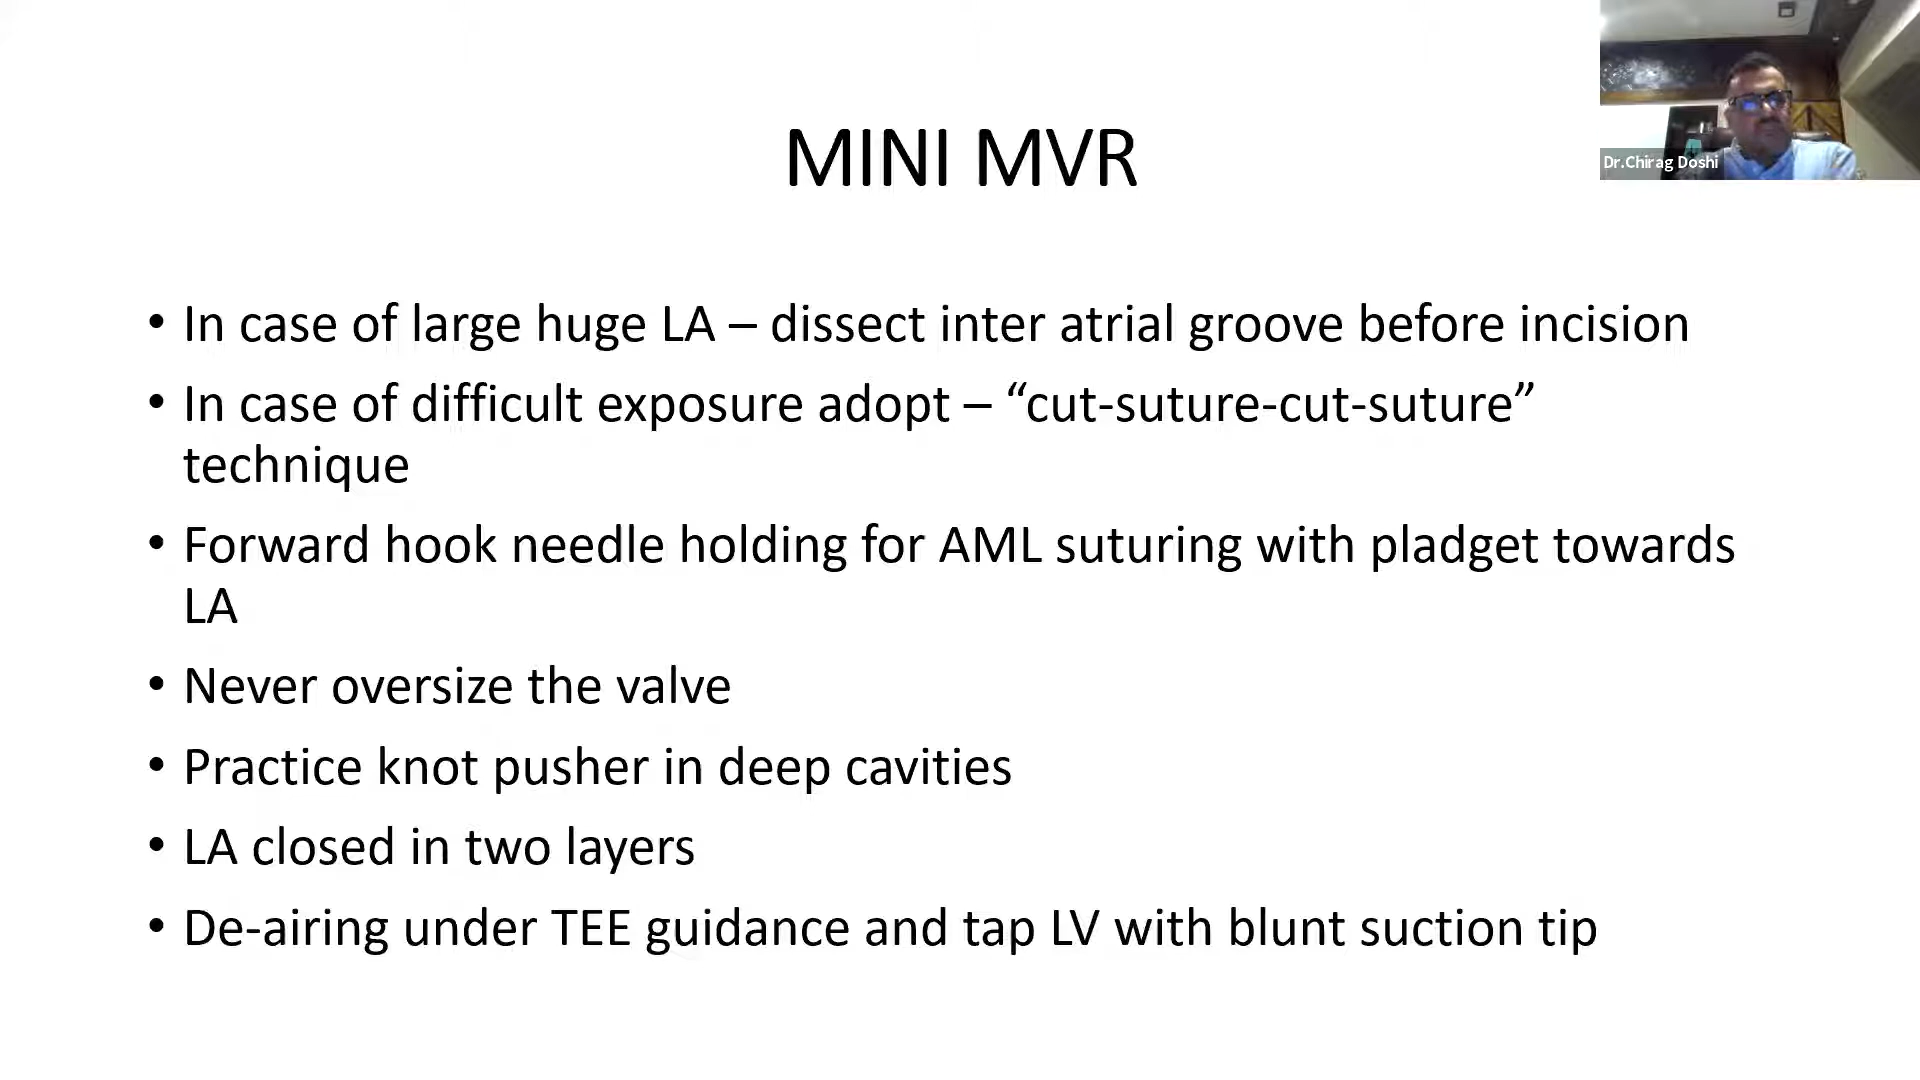 MINI MVR
Dr.Chirag Doshi
• In case of large huge LA – dissect inter atrial groove before incision
• In case of difficult exposure adopt – “cut-suture-cut-suture”
technique
• Forward hook needle holding for AML suturing with pladget towards
LA
• Never oversize the valve
• Practice knot pusher in deep cavities
• LA closed in two layers
• De-airing under TEE guidance and tap LV with blunt suction tip